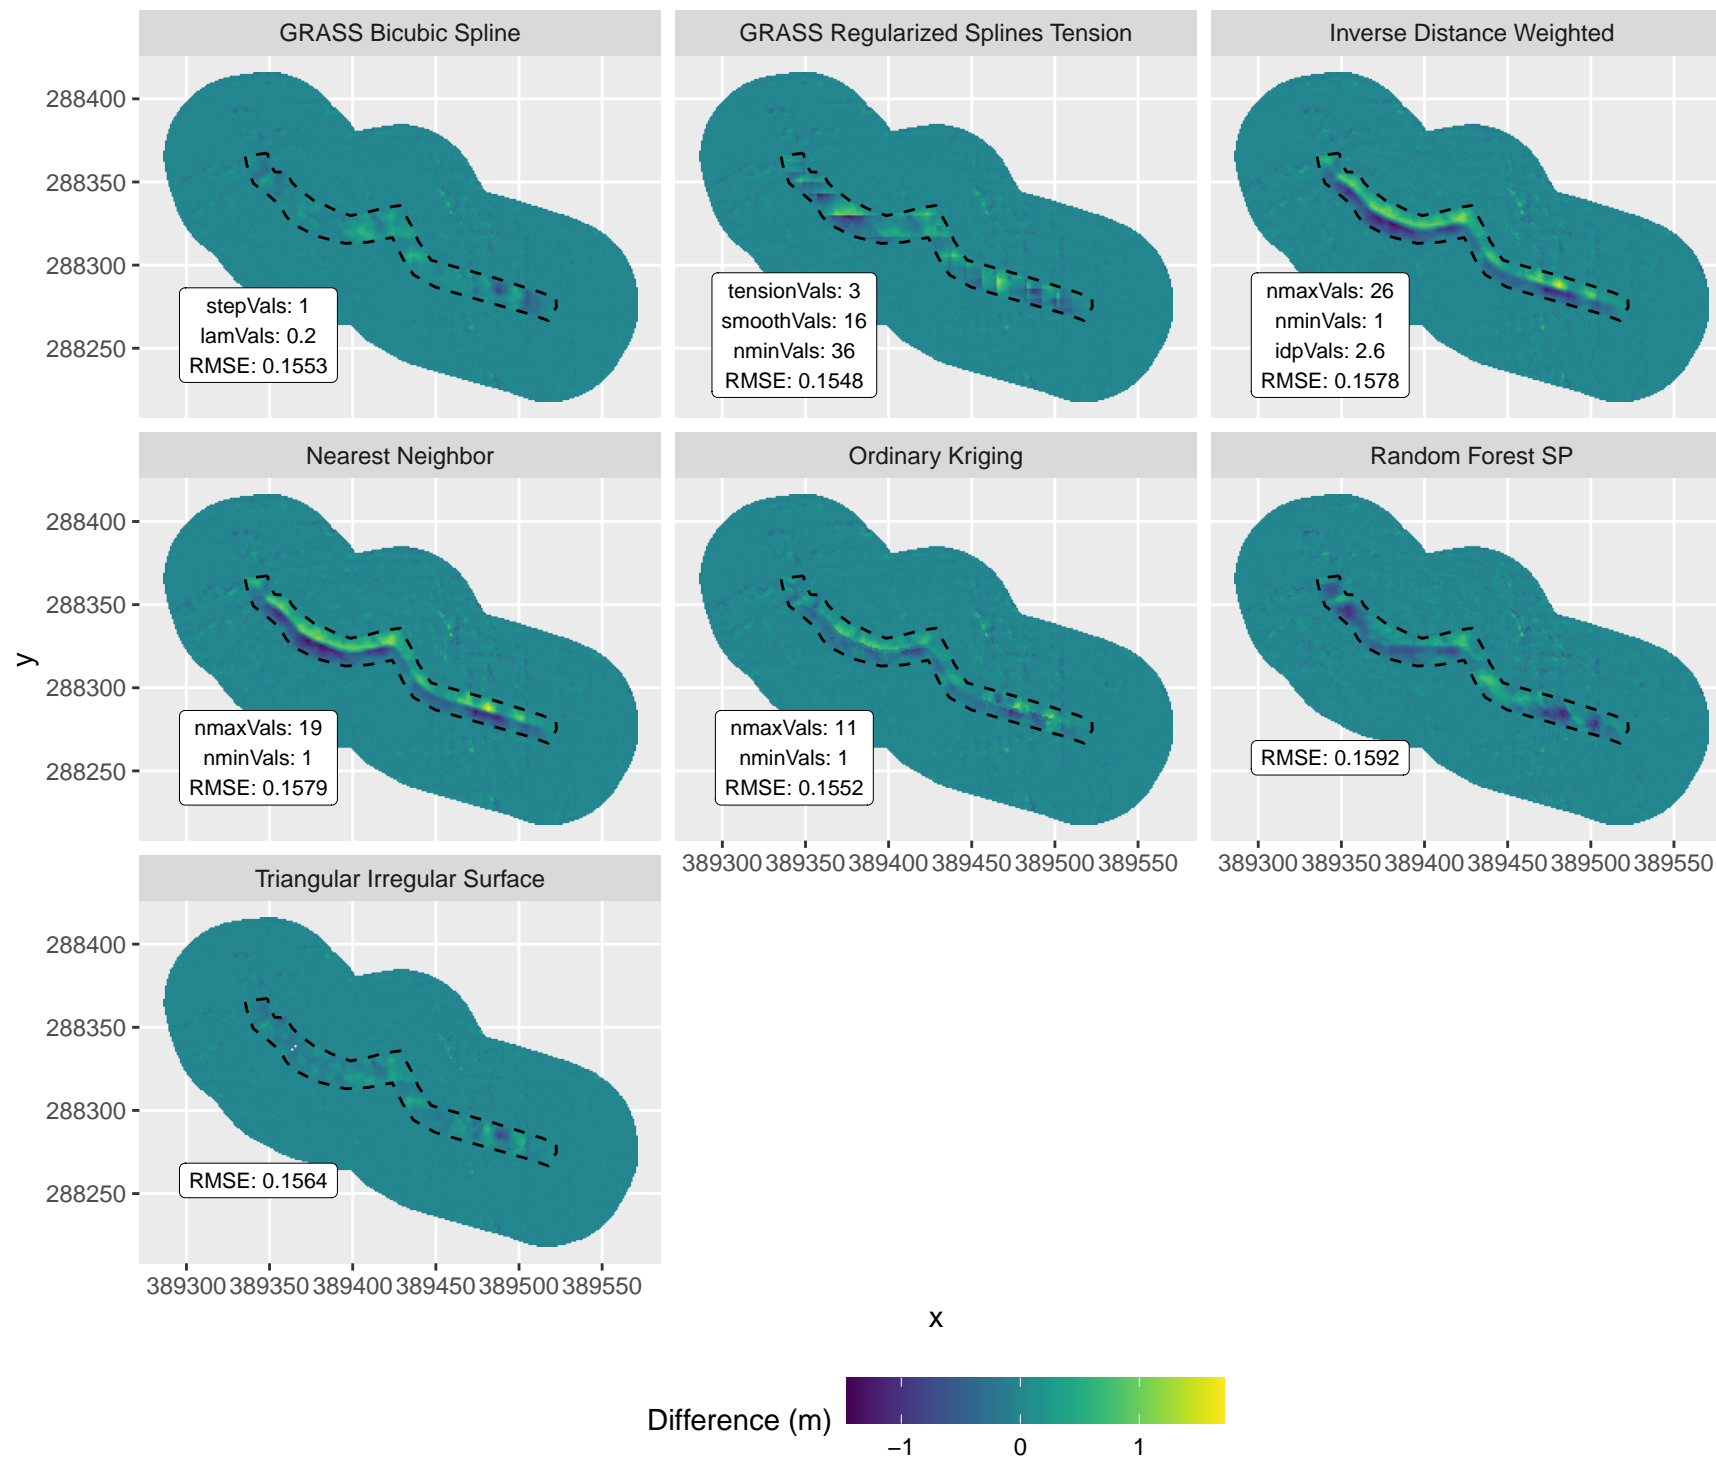 GRASS Bicubic Spline
GRASS Regularized Splines Tension
Inverse Distance Weighted
288400
288350
288300
288250
stepVals: 1
lamVals: 0.2
RMSE: 0.1553
tensionVals: 3
smoothVals: 16
nminVals: 36
RMSE: 0.1548
nmaxVals: 26
nminVals: 1
idpVals: 2.6
RMSE: 0.1578
Nearest Neighbor
Ordinary Kriging
Random Forest SP
288400
288350
288300
288250
y
nmaxVals: 19
nminVals: 1
RMSE: 0.1579
nmaxVals: 11
nminVals: 1
RMSE: 0.1552
RMSE: 0.1592
389300 389350 389400 389450 389500 389550
389300 389350 389400 389450 389500 389550
Triangular Irregular Surface
288400
288350
288300
288250
RMSE: 0.1564
389300 389350 389400 389450 389500 389550
x
Difference (m)
−1 0 1